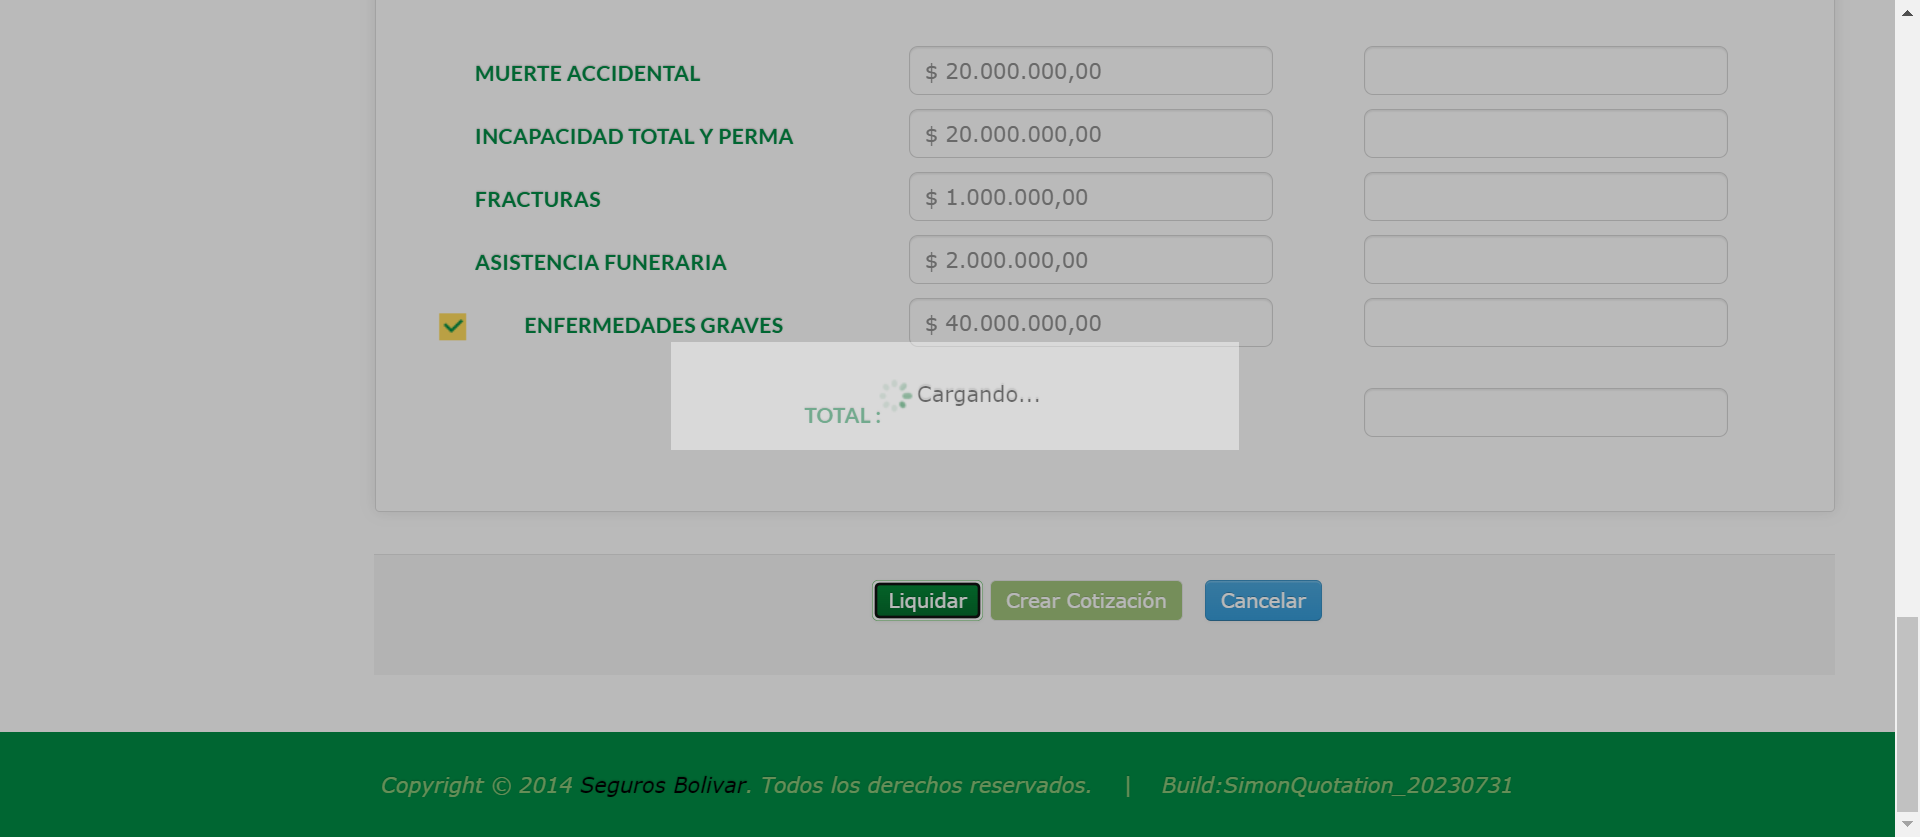 MUERTE ACCIDENTAL $ 20.000.000,00
INCAPACIDAD TOTAL Y PERMA $ 20.000.000,00
FRACTURAS $ 1.000.000,00
ASISTENCIA FUNERARIA $ 2.000.000,00
ENFERMEDADES GRAVES $ 40.000.000,00
Cargando...
TOTAL :
Liquidar Crear Cotización Cancelar
Copyright © 2014 Seguros Bolivar. Todos los derechos reservados. | Build:SimonQuotation_20230731